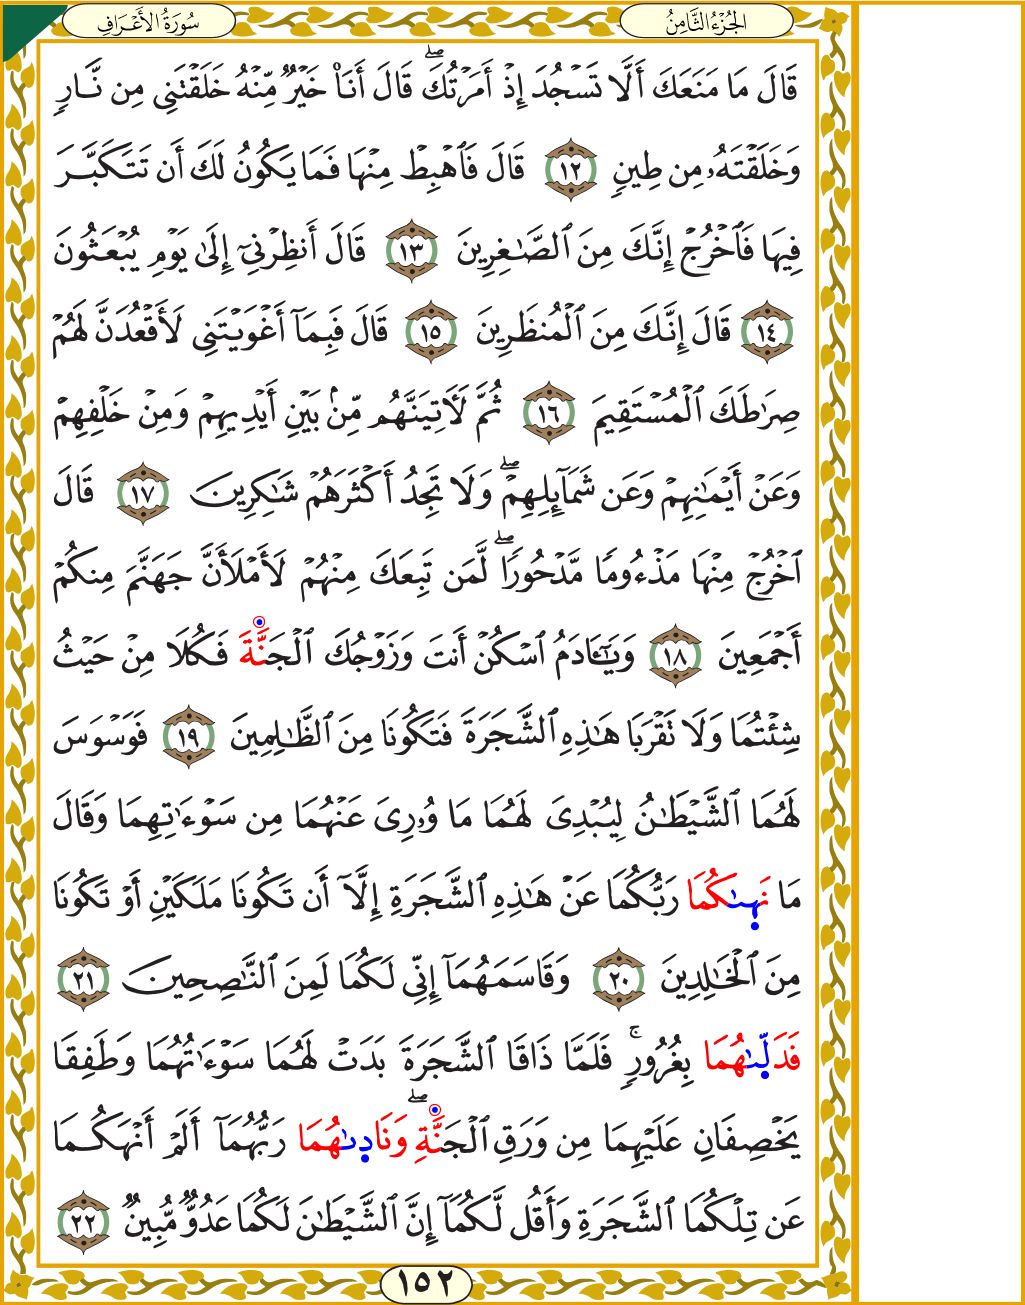 سُورَةُ الأَعْرَافِ
الجُزْءُ الثَّامِنُ
قَالَ مَا مَنَعَكَ أَلَّا تَسْجُدَ إِذْ أَمَرْتُكَ ۖ قَالَ أَنَا۠ خَيْرٌ مِّنْهُ خَلَقْتَنِى مِن نَّارٍ
وَخَلَقْتَهُۥ مِن طِينٍ ١٢ قَالَ فَٱهْبِطْ مِنْهَا فَمَا يَكُونُ لَكَ أَن تَتَكَبَّرَ
فِيهَا فَٱخْرُجْ إِنَّكَ مِنَ ٱلصَّـٰغِرِينَ ١٣ قَالَ أَنظِرْنِىٓ إِلَىٰ يَوْمِ يُبْعَثُونَ
١٤ قَالَ إِنَّكَ مِنَ ٱلْمُنظَرِينَ ١٥ قَالَ فَبِمَآ أَغْوَيْتَنِى لَأَقْعُدَنَّ لَهُمْ
صِرَٰطَكَ ٱلْمُسْتَقِيمَ ١٦ ثُمَّ لَـَٔاتِيَنَّهُم مِّنۢ بَيْنِ أَيْدِيهِمْ وَمِنْ خَلْفِهِمْ
وَعَنْ أَيْمَـٰنِهِمْ وَعَن شَمَآئِلِهِمْ ۖ وَلَا تَجِدُ أَكْثَرَهُمْ شَـٰكِرِينَ ١٧ قَالَ
ٱخْرُجْ مِنْهَا مَذْءُومًا مَّدْحُورًا ۖ لَّمَن تَبِعَكَ مِنْهُمْ لَأَمْلَأَنَّ جَهَنَّمَ مِنكُمْ
أَجْمَعِينَ ١٨ وَيَـٰٓـَٔادَمُ ٱسْكُنْ أَنتَ وَزَوْجُكَ ٱلْجَنَّةَ فَكُلَا مِنْ حَيْثُ
شِئْتُمَا وَلَا تَقْرَبَا هَـٰذِهِ ٱلشَّجَرَةَ فَتَكُونَا مِنَ ٱلظَّـٰلِمِينَ ١٩ فَوَسْوَسَ
لَهُمَا ٱلشَّيْطَـٰنُ لِيُبْدِىَ لَهُمَا مَا وُۥرِىَ عَنْهُمَا مِن سَوْءَٰتِهِمَا وَقَالَ
مَا نَهَىٰكُمَا رَبُّكُمَا عَنْ هَـٰذِهِ ٱلشَّجَرَةِ إِلَّآ أَن تَكُونَا مَلَكَيْنِ أَوْ تَكُونَا
مِنَ ٱلْخَـٰلِدِينَ ٢٠ وَقَاسَمَهُمَآ إِنِّى لَكُمَا لَمِنَ ٱلنَّـٰصِحِينَ ٢١
فَدَلَّىٰهُمَا بِغُرُورٍ ۚ فَلَمَّا ذَاقَا ٱلشَّجَرَةَ بَدَتْ لَهُمَا سَوْءَٰتُهُمَا وَطَفِقَا
يَخْصِفَانِ عَلَيْهِمَا مِن وَرَقِ ٱلْجَنَّةِ ۖ وَنَادَىٰهُمَا رَبُّهُمَآ أَلَمْ أَنْهَكُمَا
عَن تِلْكُمَا ٱلشَّجَرَةِ وَأَقُل لَّكُمَآ إِنَّ ٱلشَّيْطَـٰنَ لَكُمَا عَدُوٌّ مُّبِينٌ ٢٢
١٥٢